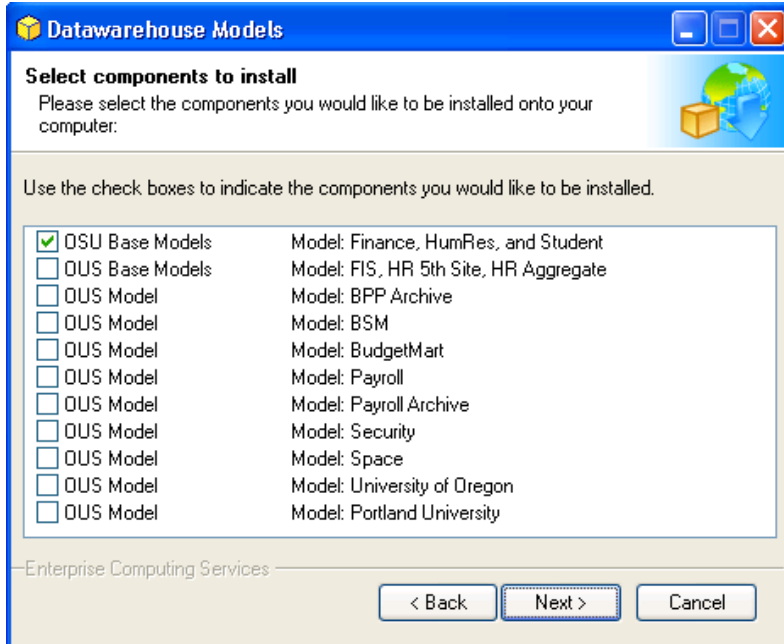 Datawarehouse Models
Select components to install
Please select the components you would like to be installed onto your
computer:
Use the check boxes to indicate the components you would like to be installed.
OSU Base Models Model: Finance, HumRes, and Student
OUS Base Models Model: FIS, HR 5th Site, HR Aggregate
OUS Model Model: BPP Archive
OUS Model Model: BSM
OUS Model Model: BudgetMart
OUS Model Model: Payroll
OUS Model Model: Payroll Archive
OUS Model Model: Security
OUS Model Model: Space
OUS Model Model: University of Oregon
OUS Model Model: Portland University
Enterprise Computing Services
< Back Next > Cancel